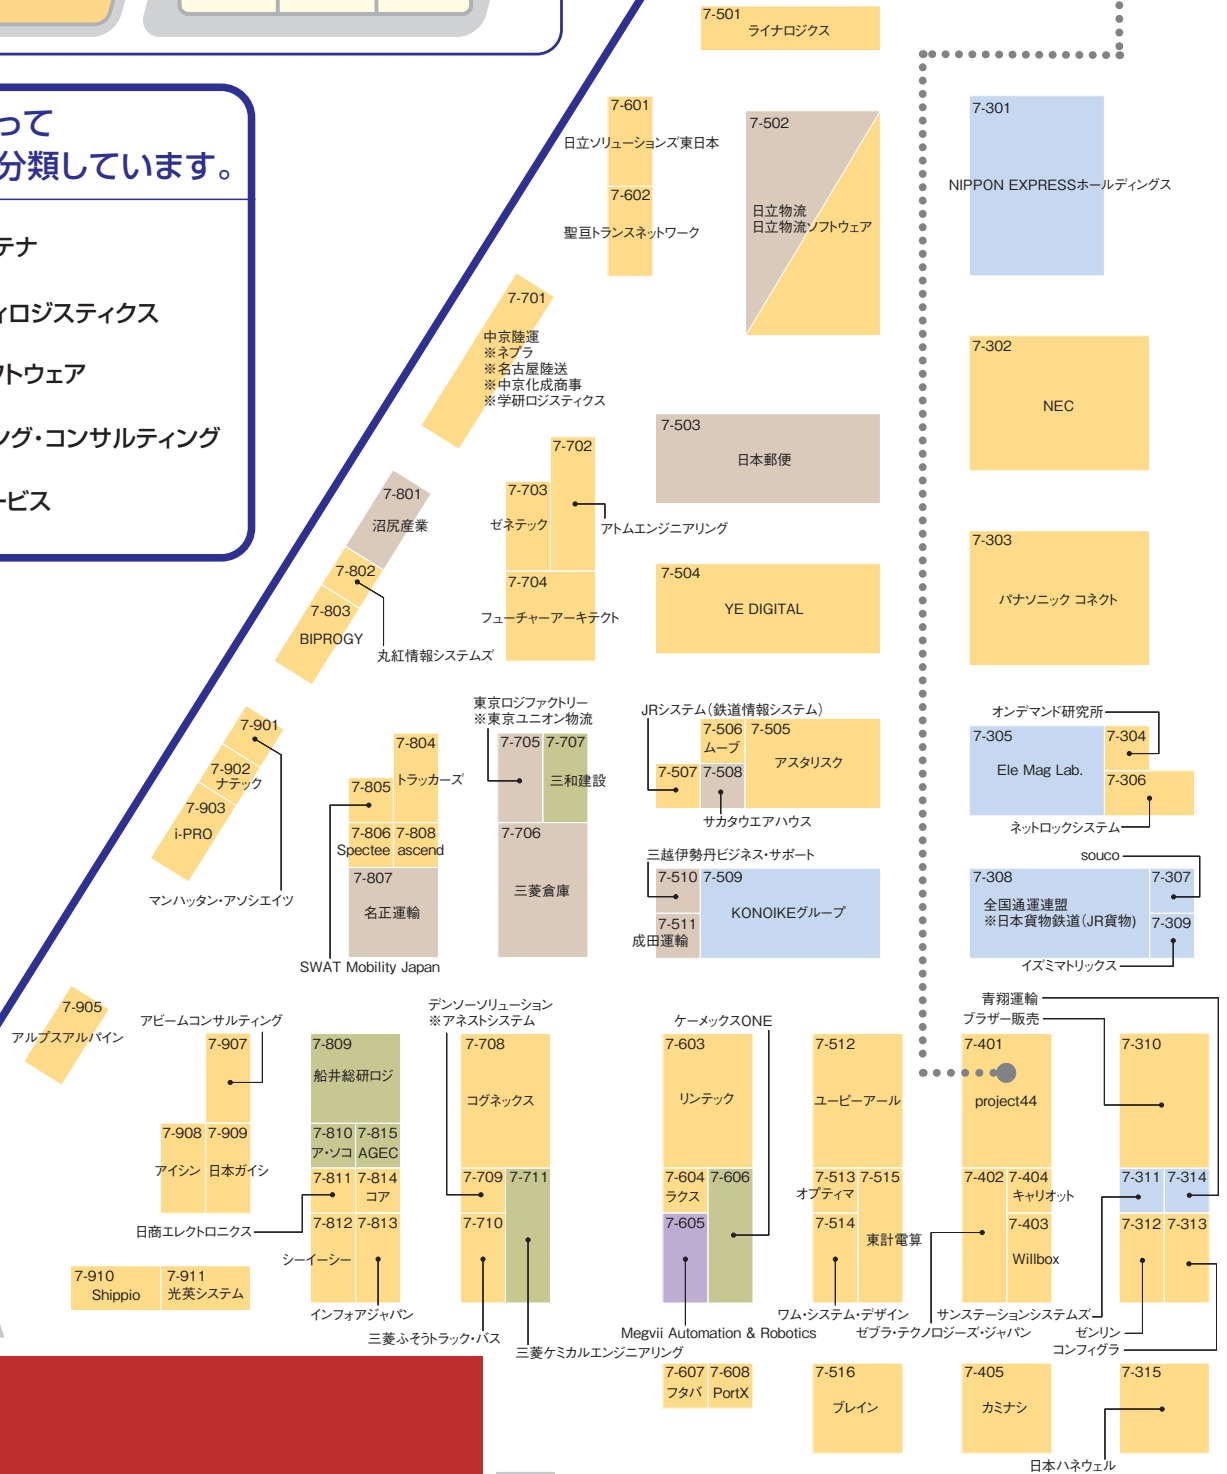 って
分類しています。
テナ
ィロジスティクス
フトウェア
ング・コンサルティング
ービス
7-501
ライナロジクス
7-601
日立ソリューションズ東日本
7-602
聖亘トランスネットワーク
7-502
日立物流
日立物流ソフトウェア
7-301
NIPPON EXPRESSホールディングス
7-701
中京陸運
※ネプラ
※名古屋陸送
※中京化成商事
※学研ロジスティクス
7-302
NEC
7-503
日本郵便
7-702
アトムエンジニアリング
7-703
ゼネテック
7-704
フューチャーアーキテクト
7-801
沼尻産業
7-802
丸紅情報システムズ
7-803
BIPROGY
7-504
YE DIGITAL
7-303
パナソニック コネクト
7-901
マンハッタン・アソシエイツ
7-902
ナテック
7-903
i-PRO
7-804
トラッカーズ
7-805
SWAT Mobility Japan
7-806
Spectee
7-808
ascend
7-807
名正運輸
東京ロジファクトリー
※東京ユニオン物流
7-705
7-707
三和建設
7-706
三菱倉庫
JRシステム(鉄道情報システム)
7-506
ムーブ
7-505
アスタリスク
7-507
7-508
サカタウエアハウス
三越伊勢丹ビジネス・サポート
7-510
7-509
KONOIKEグループ
7-511
成田運輸
オンデマンド研究所
7-305
Ele Mag Lab.
7-304
7-306
ネットロックシステム
souco
7-308
全国通運連盟
※日本貨物鉄道(JR貨物)
7-307
7-309
イズミマトリックス
7-905
アルプスアルパイン
アビームコンサルティング
7-907
7-908
アイシン
7-909
日本ガイシ
7-910
Shippio
7-911
光英システム
7-809
船井総研ロジ
7-810
ア・ソコ
7-815
AGEC
7-811
日商エレクトロニクス
7-814
コア
7-812
シーイーシー
7-813
インフォアジャパン
デンソーソリューション
※アネストシステム
7-708
コグネックス
7-709
7-711
7-710
三菱ふそうトラック・バス
三菱ケミカルエンジニアリング
ケーメックスONE
7-603
リンテック
7-604
ラクス
7-606
7-605
Megvii Automation & Robotics
7-607
フタバ
7-608
PortX
7-512
ユーピーアール
7-513
オプティマ
7-515
東計電算
7-514
ワム・システム・デザイン
7-516
ブレイン
7-401
project44
7-402
ゼブラ・テクノロジーズ・ジャパン
7-404
キャリオット
7-403
Willbox
7-405
カミナシ
青翔運輸
ブラザー販売
7-310
7-311
サンステーションシステムズ
7-314
7-312
ゼンリン
7-313
コンフィグラ
7-315
日本ハネウェル